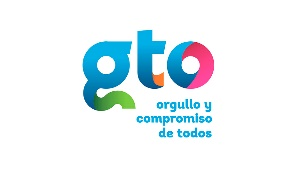 gto
orgullo y
compromiso
de todos